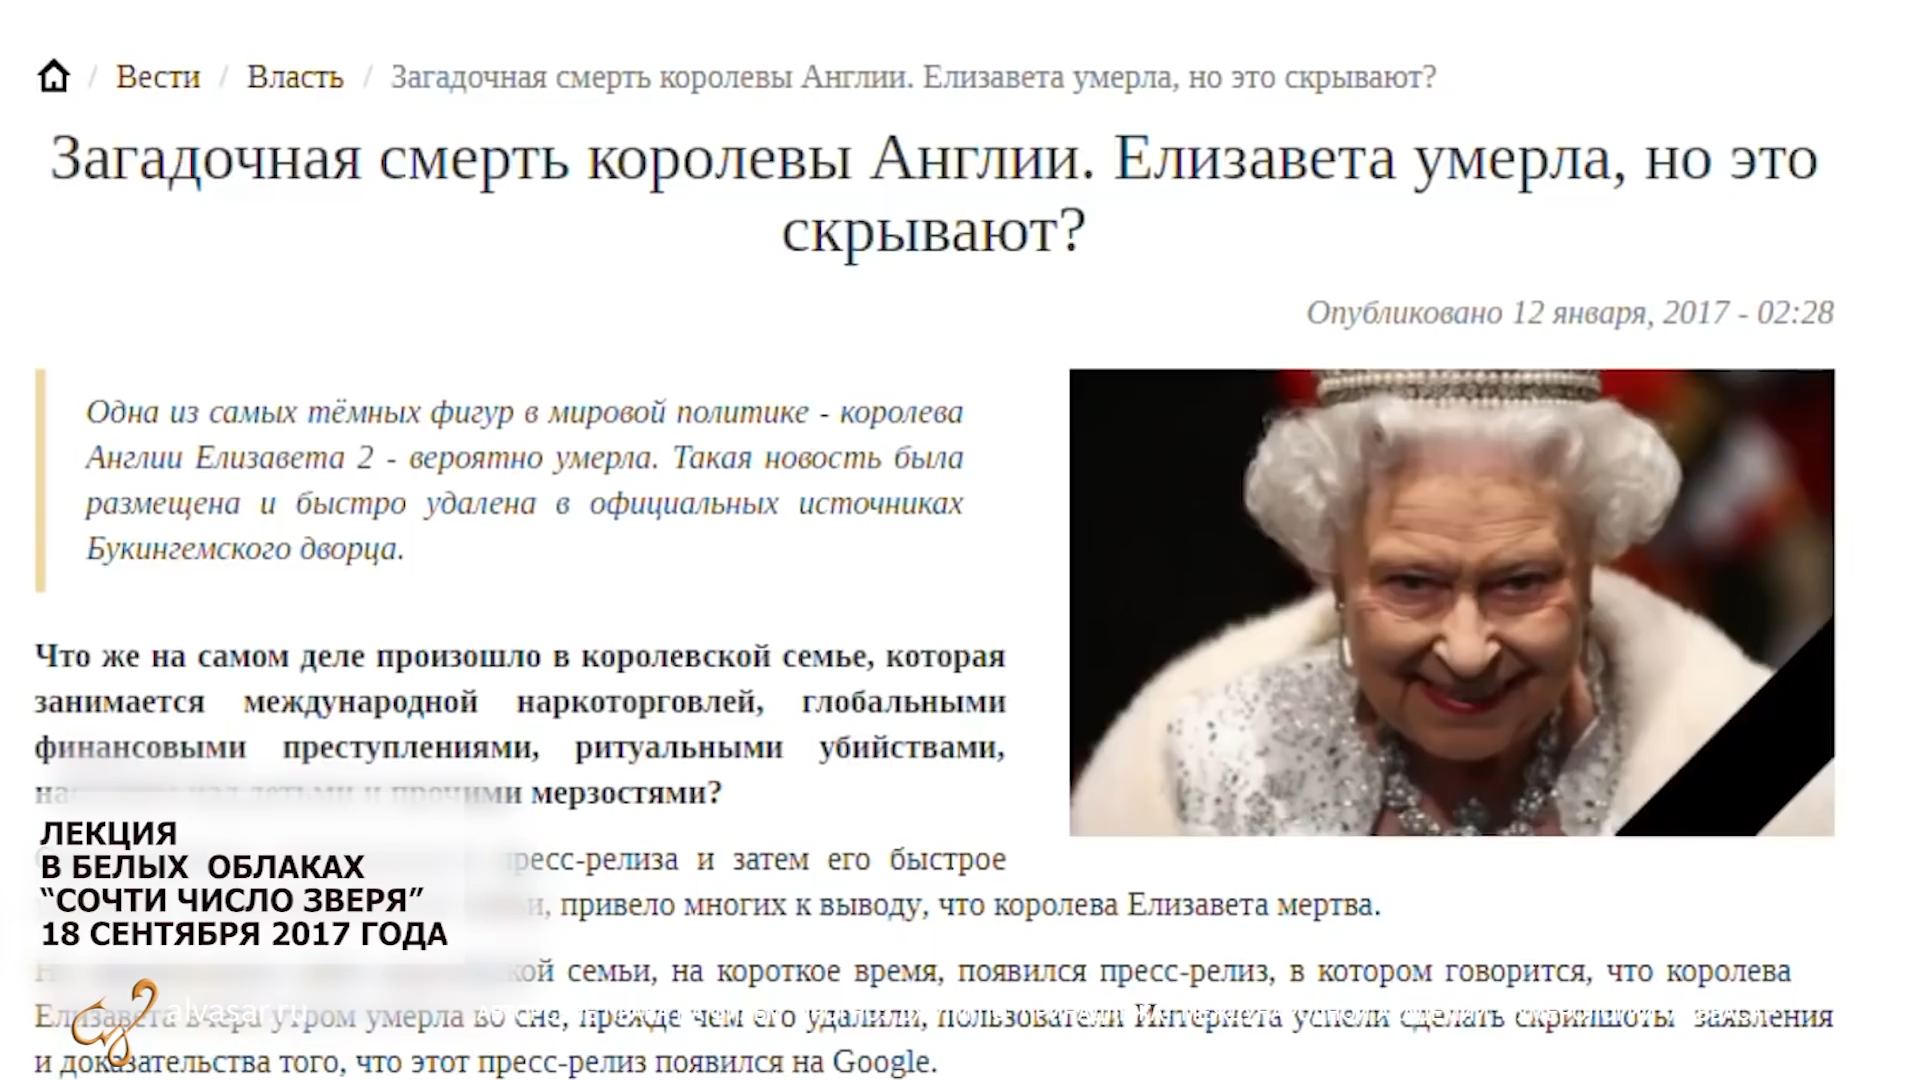 / Вести / Власть / Загадочная смерть королевы Англии. Елизавета умерла, но это скрывают?
Загадочная смерть королевы Англии. Елизавета умерла, но это
скрывают?
Опубликовано 12 января, 2017 - 02:28
Одна из самых тёмных фигур в мировой политике - королева
Англии Елизавета 2 - вероятно умерла. Такая новость была
размещена и быстро удалена в официальных источниках
Букингемского дворца.
Что же на самом деле произошло в королевской семье, которая
занимается международной наркоторговлей, глобальными
финансовыми преступлениями, ритуальными убийствами,
над детьми и прочими мерзостями?
пресс-релиза и затем его быстрое
привело многих к выводу, что королева Елизавета мертва.
семьи, на короткое время, появился пресс-релиз, в котором говорится, что королева
Елизавета вчера утром умерла во сне, прежде чем его удалили, пользователи Интернета успели сделать скриншоты заявления
и доказательства того, что этот пресс-релиз появился на Google.
ЛЕКЦИЯ
В БЕЛЫХ ОБЛАКАХ
“СОЧТИ ЧИСЛО ЗВЕРЯ”
18 СЕНТЯБРЯ 2017 ГОДА
alvasar.ru